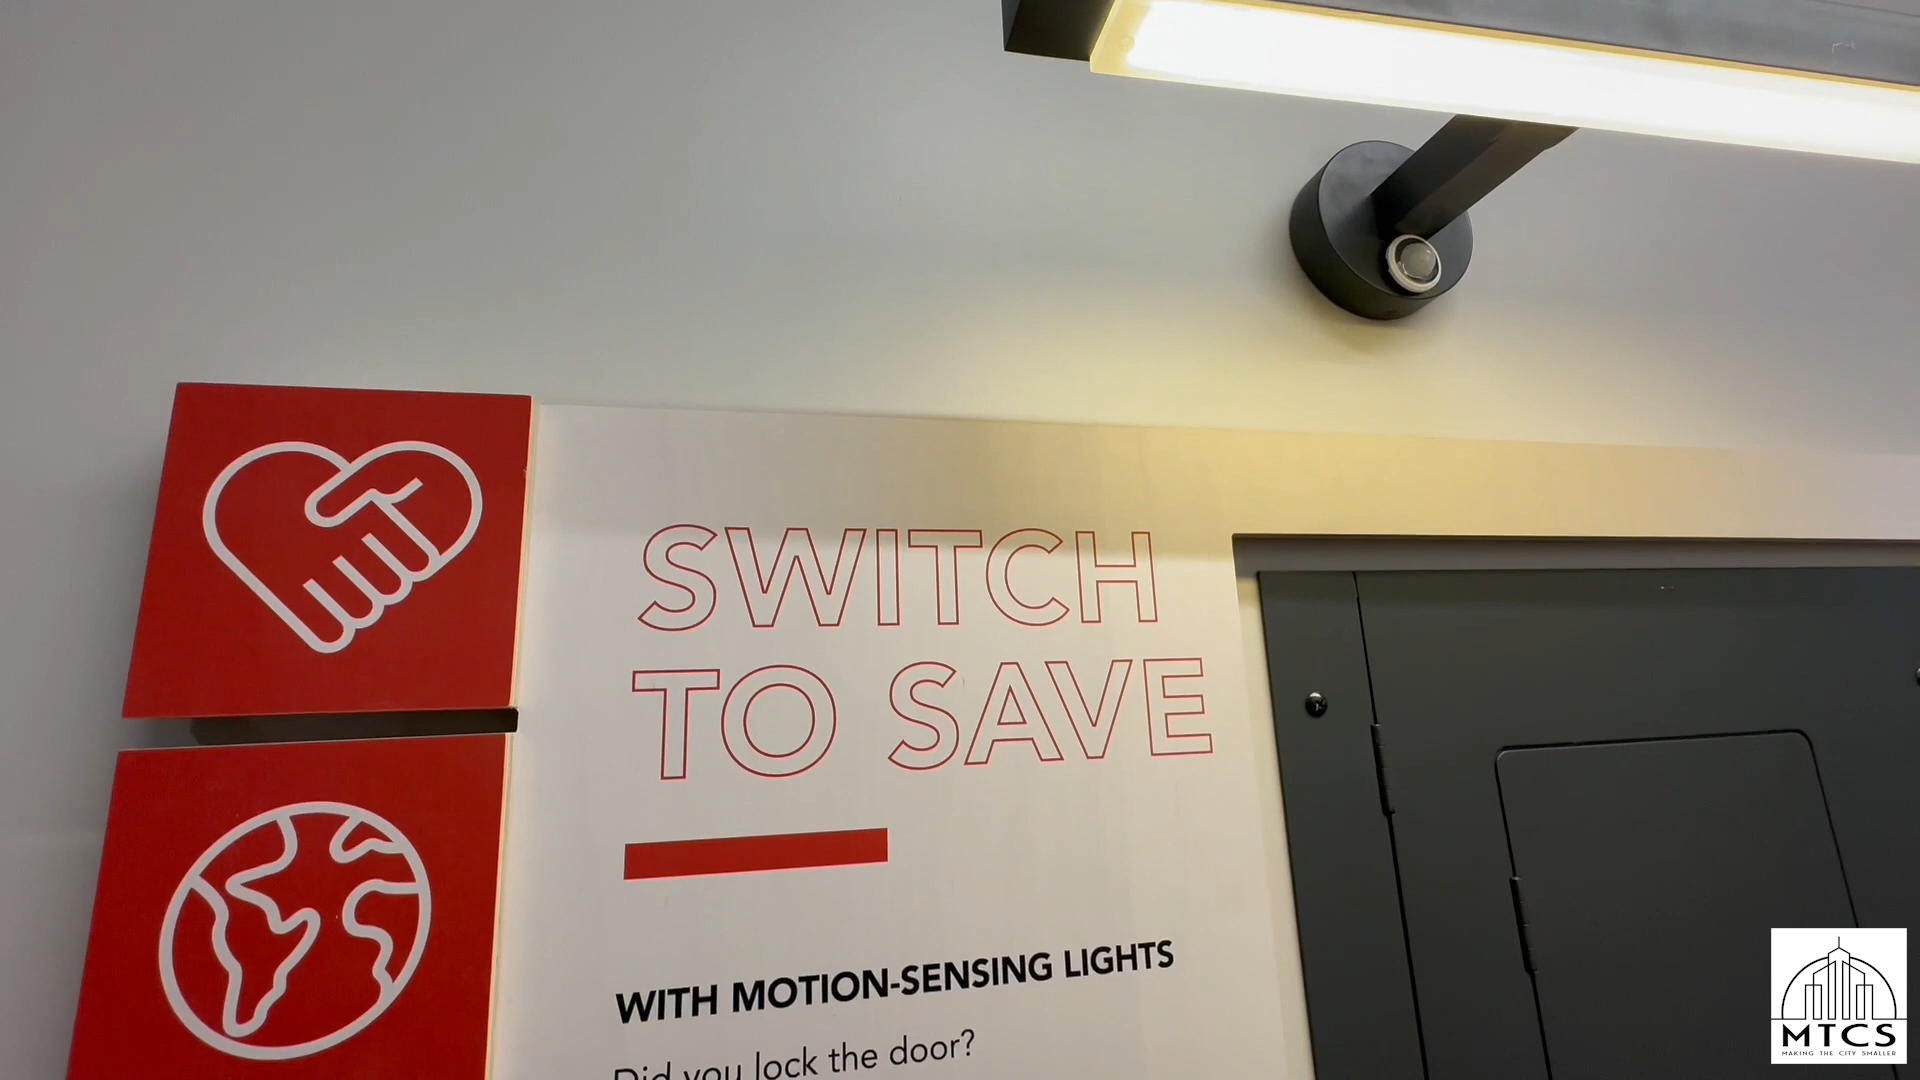 SWITCH
TO SAVE
WITH MOTION-SENSING LIGHTS
Did you lock the door?
MTCS
MAKING THE CITY SMALLER